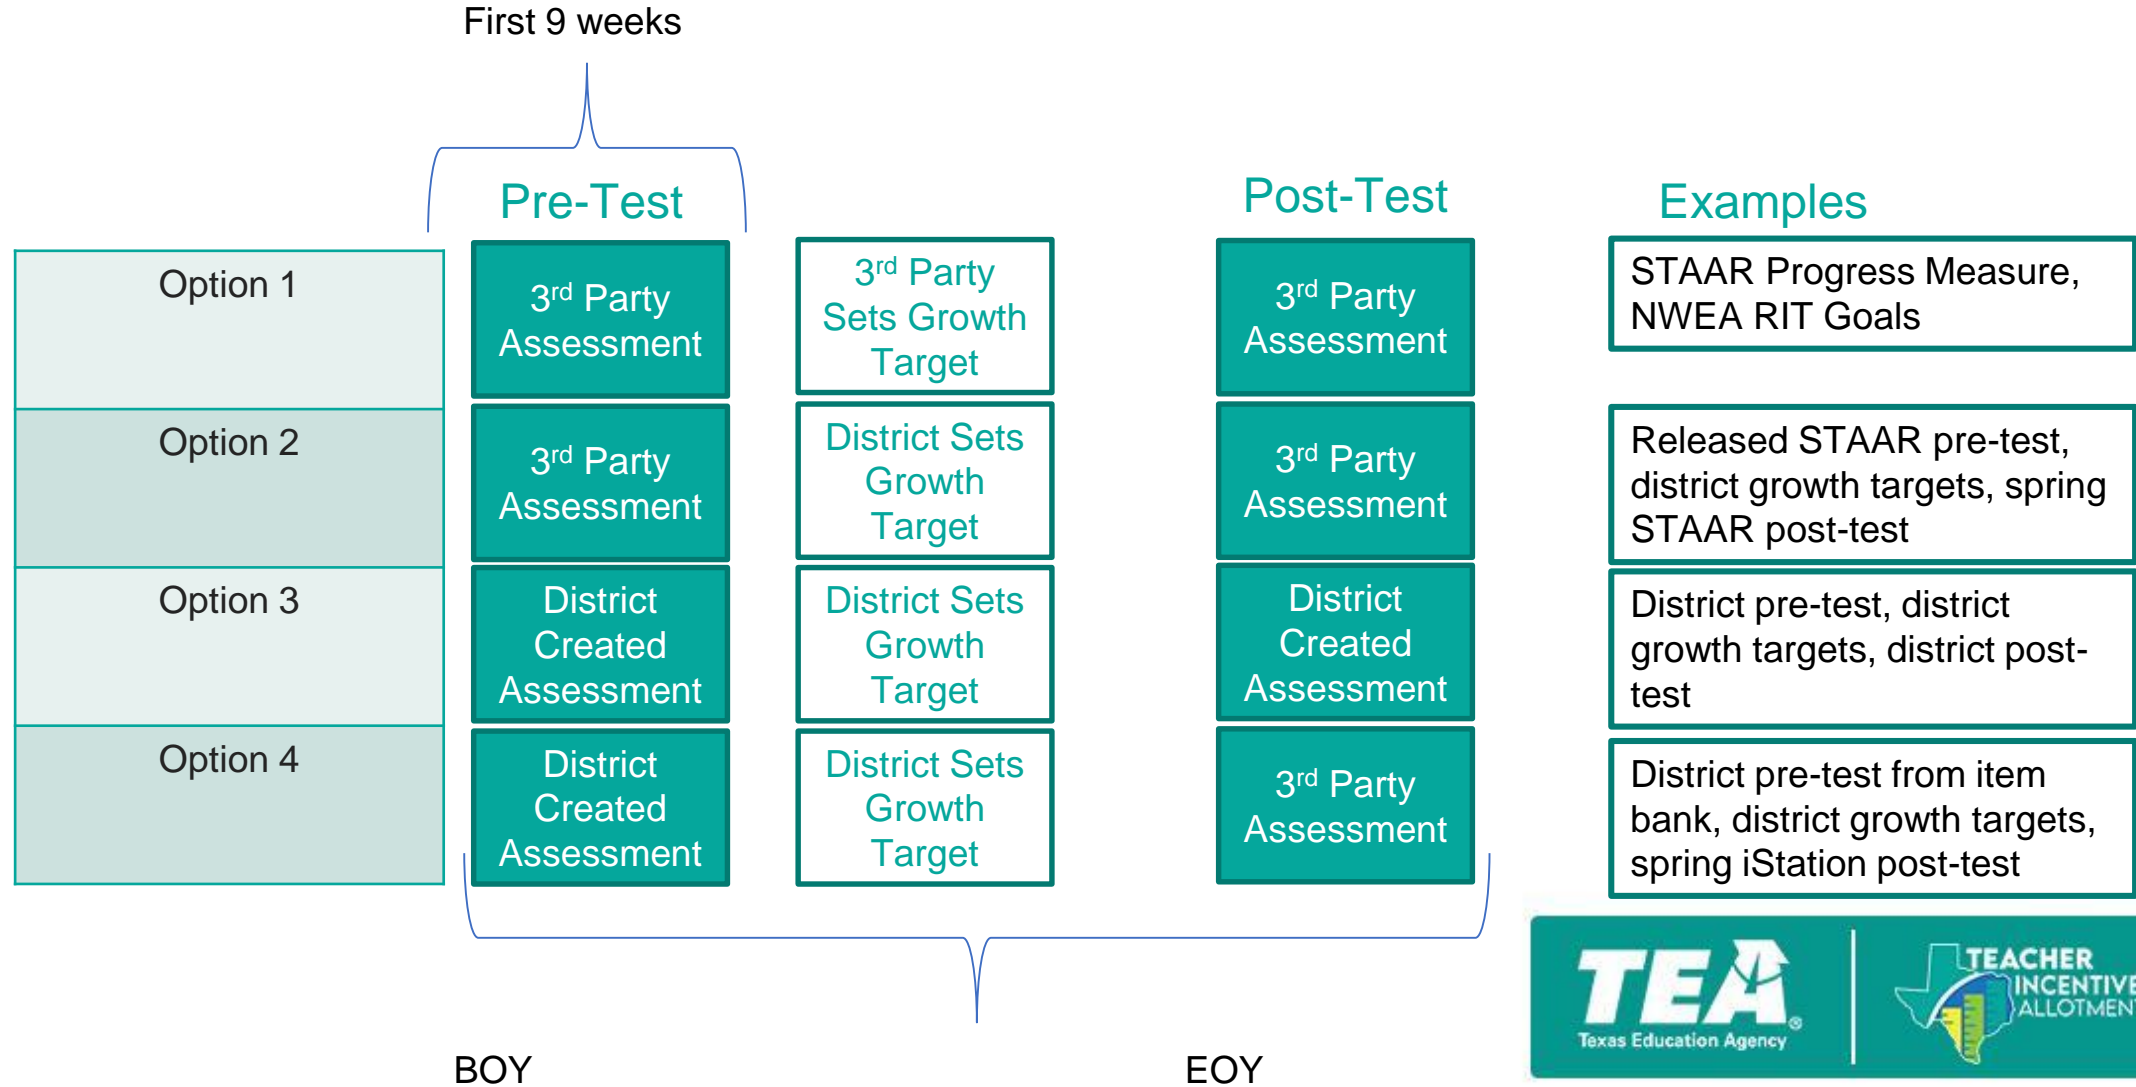 First 9 weeks
Pre-Test
Post-Test
Examples
Option 1
3rd Party
Assessment
3rd Party
Sets Growth
Target
3rd Party
Assessment
STAAR Progress Measure,
NWEA RIT Goals
Option 2
3rd Party
Assessment
District Sets
Growth
Target
3rd Party
Assessment
Released STAAR pre-test,
district growth targets, spring
STAAR post-test
Option 3
District
Created
Assessment
District Sets
Growth
Target
District
Created
Assessment
District pre-test, district
growth targets, district post-
test
Option 4
District
Created
Assessment
District Sets
Growth
Target
3rd Party
Assessment
District pre-test from item
bank, district growth targets,
spring iStation post-test
TEA®
Texas Education Agency
TEACHER
INCENTIVE
ALLOTMENT
BOY
EOY